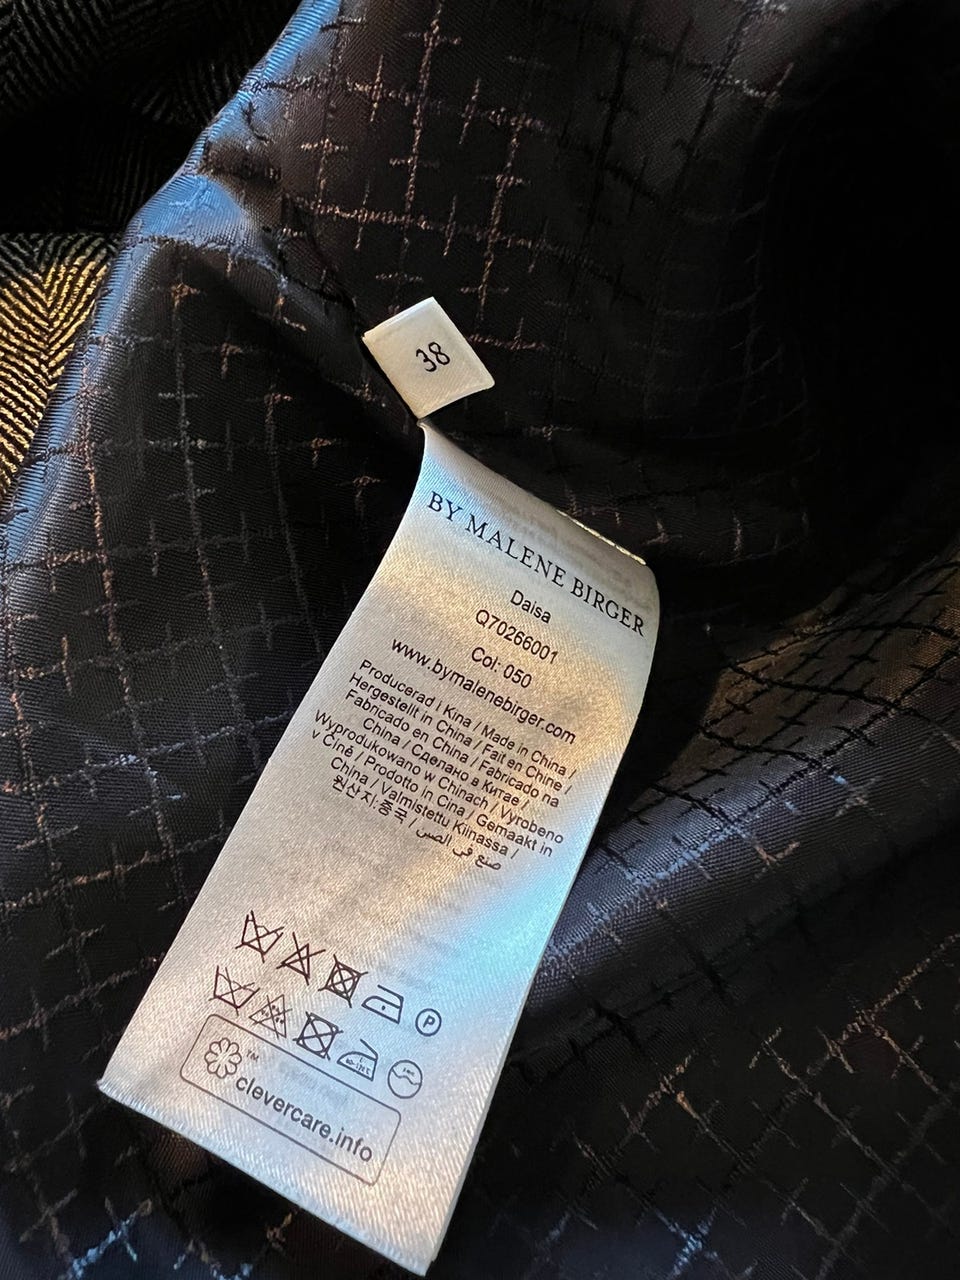 38
BY MALENE BIRGER
Daisa
Q70266001
Col: 050
www.bymalenebirger.com
Producerad i Kina / Made in China /
Hergestellt in China / Fait en Chine /
Fabricado en China / Fabricado na
China / Сделано в Китае /
Wyprodukowano w Chinach / Vyrobeno
v Číně / Prodotto in Cina / Gemaakt in
China / Valmistettu Kiinassa /
원산지:중국 / صنع في الصين
P
™
clevercare.info